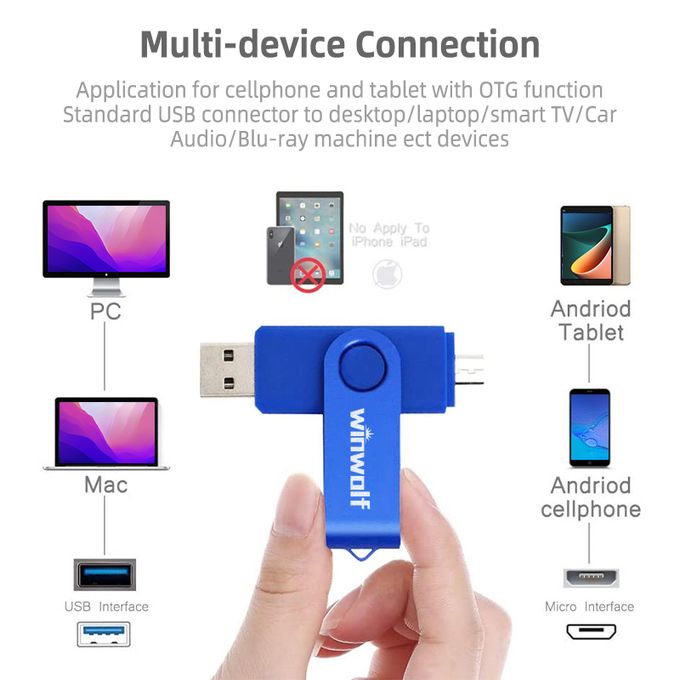 Multi-device Connection
Application for cellphone and tablet with OTG function
Standard USB connector to desktop/laptop/smart TV/Car
Audio/Blu-ray machine ect devices
No Apply To
iPhone iPad
PC
Andriod
Tablet
winwolf
Mac
Andriod
cellphone
USB Interface
Micro Interface